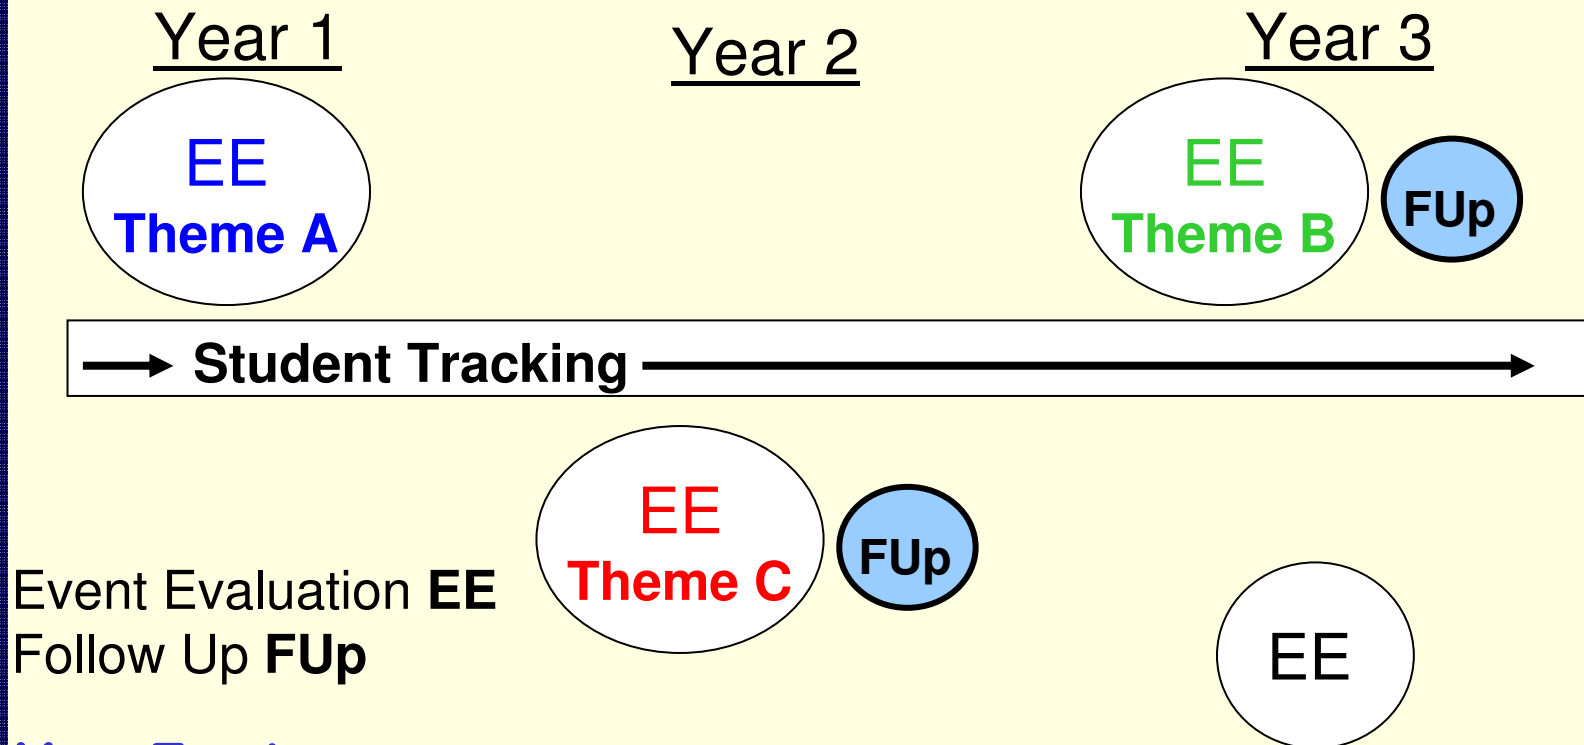 Year 1
Year 2
Year 3
EE
Theme A
EE
Theme B
FUp
Student Tracking
EE
Theme C
FUp
Event Evaluation EE
Follow Up FUp
EE